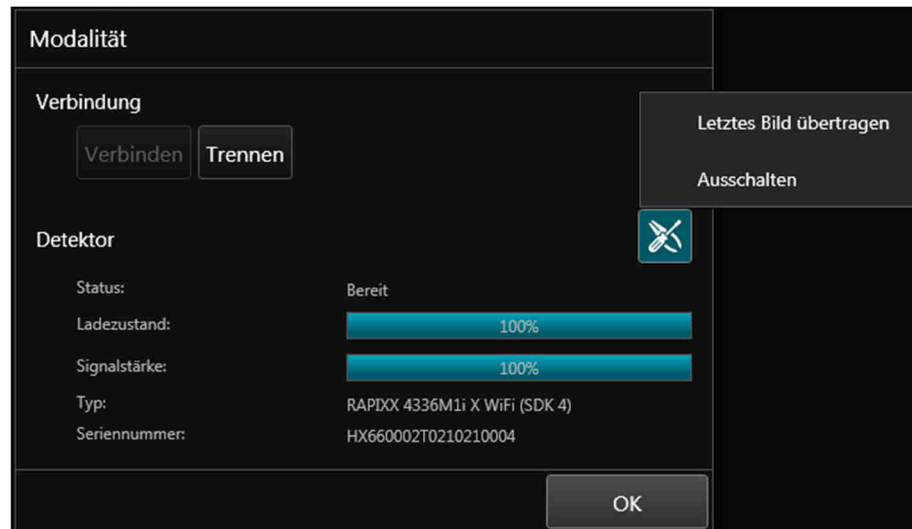 Modalität
Verbindung
Verbinden Trennen
Letztes Bild übertragen
Ausschalten
Detektor
Status: Bereit
Ladezustand: 100%
Signalstärke: 100%
Typ: RAPIXX 4336M1i X WiFi (SDK 4)
Seriennummer: HX660002T0210210004
OK